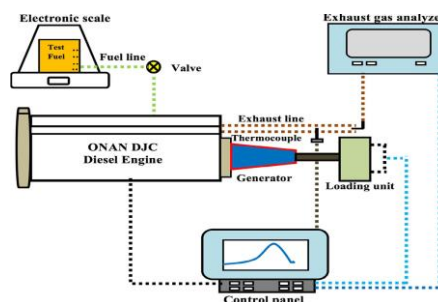 Electronic scale
Test
Fuel
Fuel line
Valve
Exhaust gas analyzer
Exhaust line
Thermocouple
ONAN DJC
Diesel Engine
Generator
Loading unit
Control panel